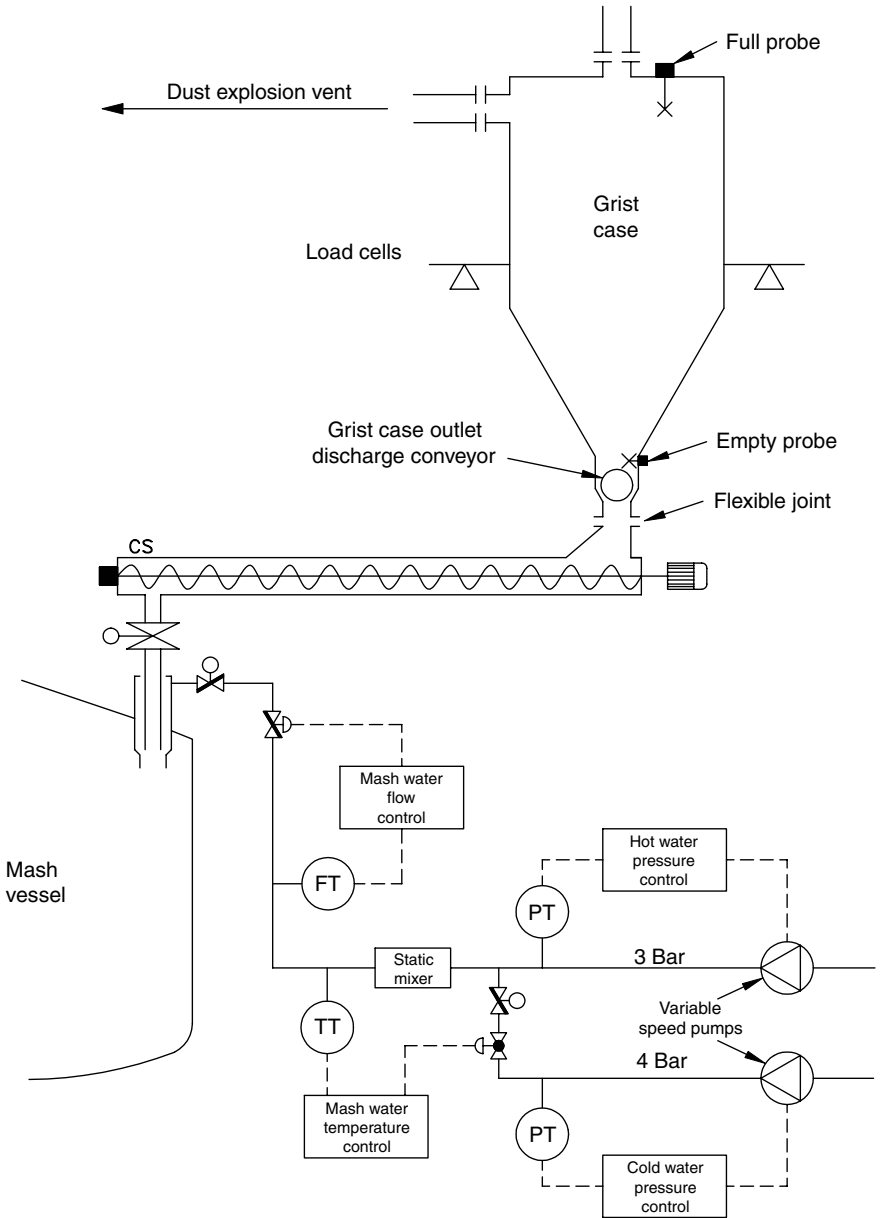 Full probe
Dust explosion vent
Grist
case
Load cells
Grist case outlet
discharge conveyor
Empty probe
Flexible joint
CS
Mash water
flow
control
Hot water
pressure
control
Mash
vessel
FT
PT
3 Bar
Static
mixer
Variable
speed pumps
TT
4 Bar
Mash water
temperature
control
PT
Cold water
pressure
control